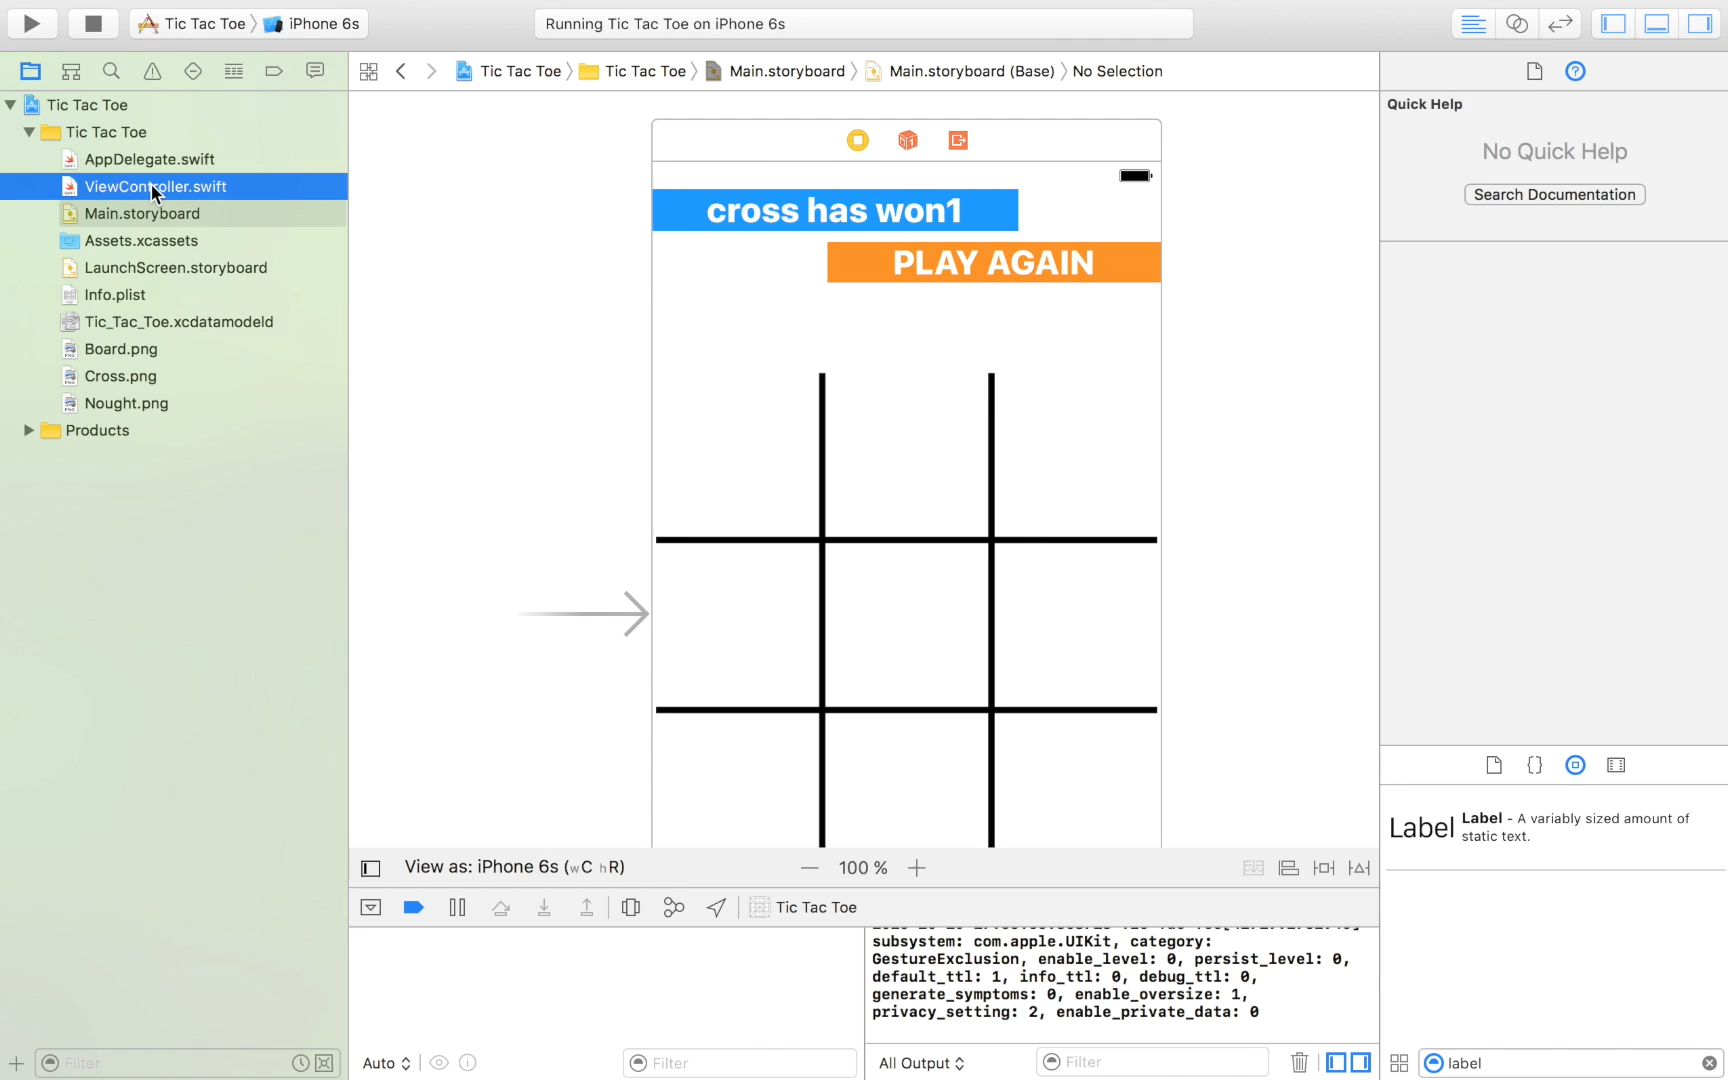 Tic Tac Toe iPhone 6s
Running Tic Tac Toe on iPhone 6s
Tic Tac Toe Tic Tac Toe Main.storyboard Main.storyboard (Base) No Selection
Tic Tac Toe
Tic Tac Toe
AppDelegate.swift
ViewController.swift
Main.storyboard
Assets.xcassets
LaunchScreen.storyboard
Info.plist
Tic_Tac_Toe.xcdatamodeld
Board.png
Cross.png
Nought.png
Products
Filter
cross has won1
PLAY AGAIN
View as: iPhone 6s (wC hR)
100 %
Tic Tac Toe
subsystem: com.apple.UIKit, category:
GestureExclusion, enable_level: 0, persist_level: 0,
default_ttl: 1, info_ttl: 0, debug_ttl: 0,
generate_symptoms: 0, enable_oversize: 1,
privacy_setting: 2, enable_private_data: 0
Auto
Filter
All Output
Filter
Quick Help
No Quick Help
Search Documentation
Label
Label - A variably sized amount of
static text.
label